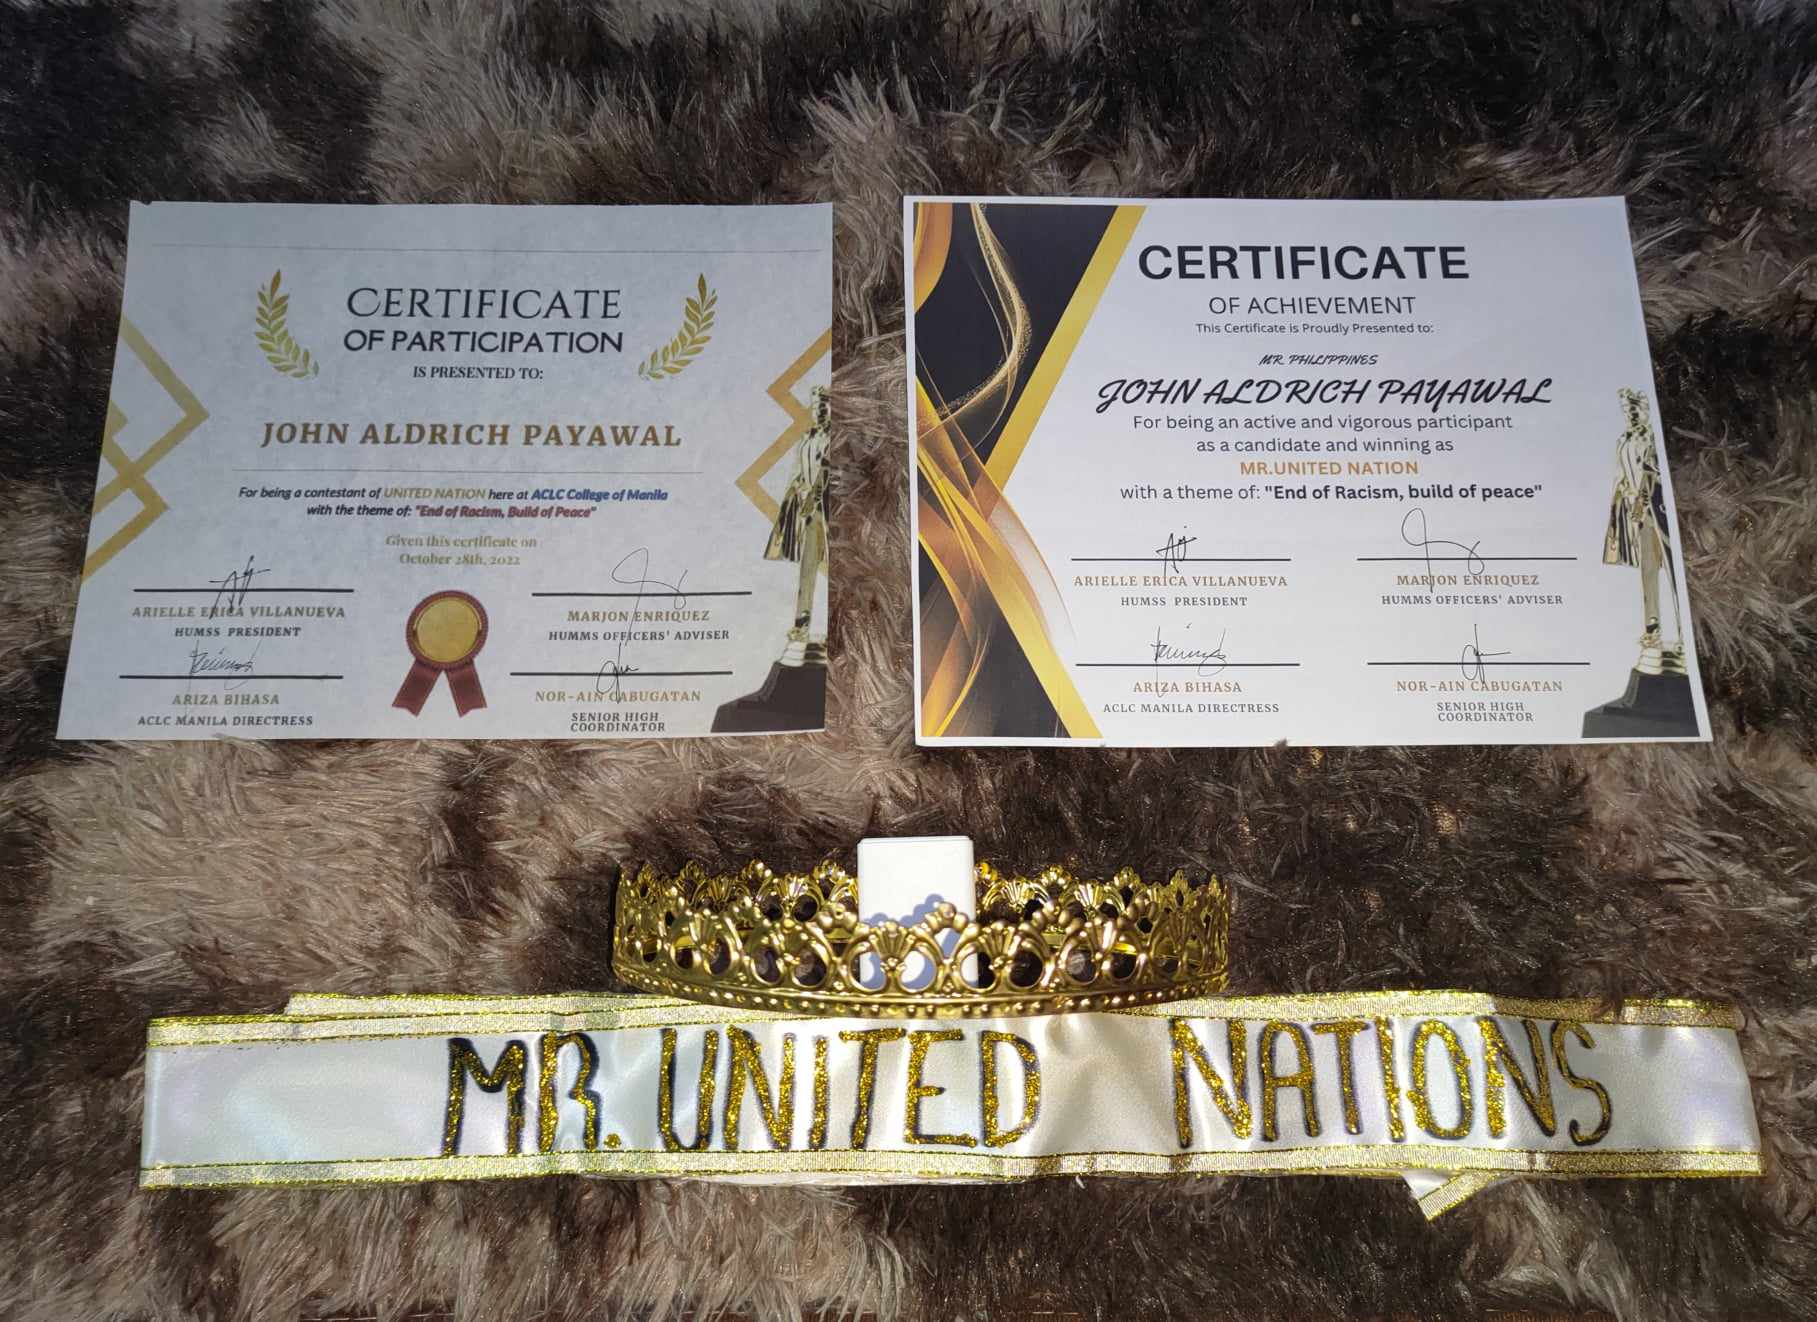 CERTIFICATE
OF PARTICIPATION
IS PRESENTED TO:
JOHN ALDRICH PAYAWAL
For being a contestant of UNITED NATION here at ACLC College of Manila
with the theme of: "End of Racism, Build of Peace"
Given this certificate on
October 28th, 2022
ARIELLE ERICA VILLANUEVA
HUMSS PRESIDENT
MARJON ENRIQUEZ
HUMMS OFFICERS' ADVISER
ARIZA BIHASA
ACLC MANILA DIRECTRESS
NOR-AIN CABUGATAN
SENIOR HIGH
COORDINATOR
CERTIFICATE
OF ACHIEVEMENT
This Certificate is Proudly Presented to:
MR. PHILIPPINES
JOHN ALDRICH PAYAWAL
For being an active and vigorous participant
as a candidate and winning as
MR.UNITED NATION
with a theme of: "End of Racism, build of peace"
ARIELLE ERICA VILLANUEVA
HUMSS PRESIDENT
MARJON ENRIQUEZ
HUMMS OFFICERS' ADVISER
ARIZA BIHASA
ACLC MANILA DIRECTRESS
NOR-AIN CABUGATAN
SENIOR HIGH
COORDINATOR
MR. UNITED NATIONS